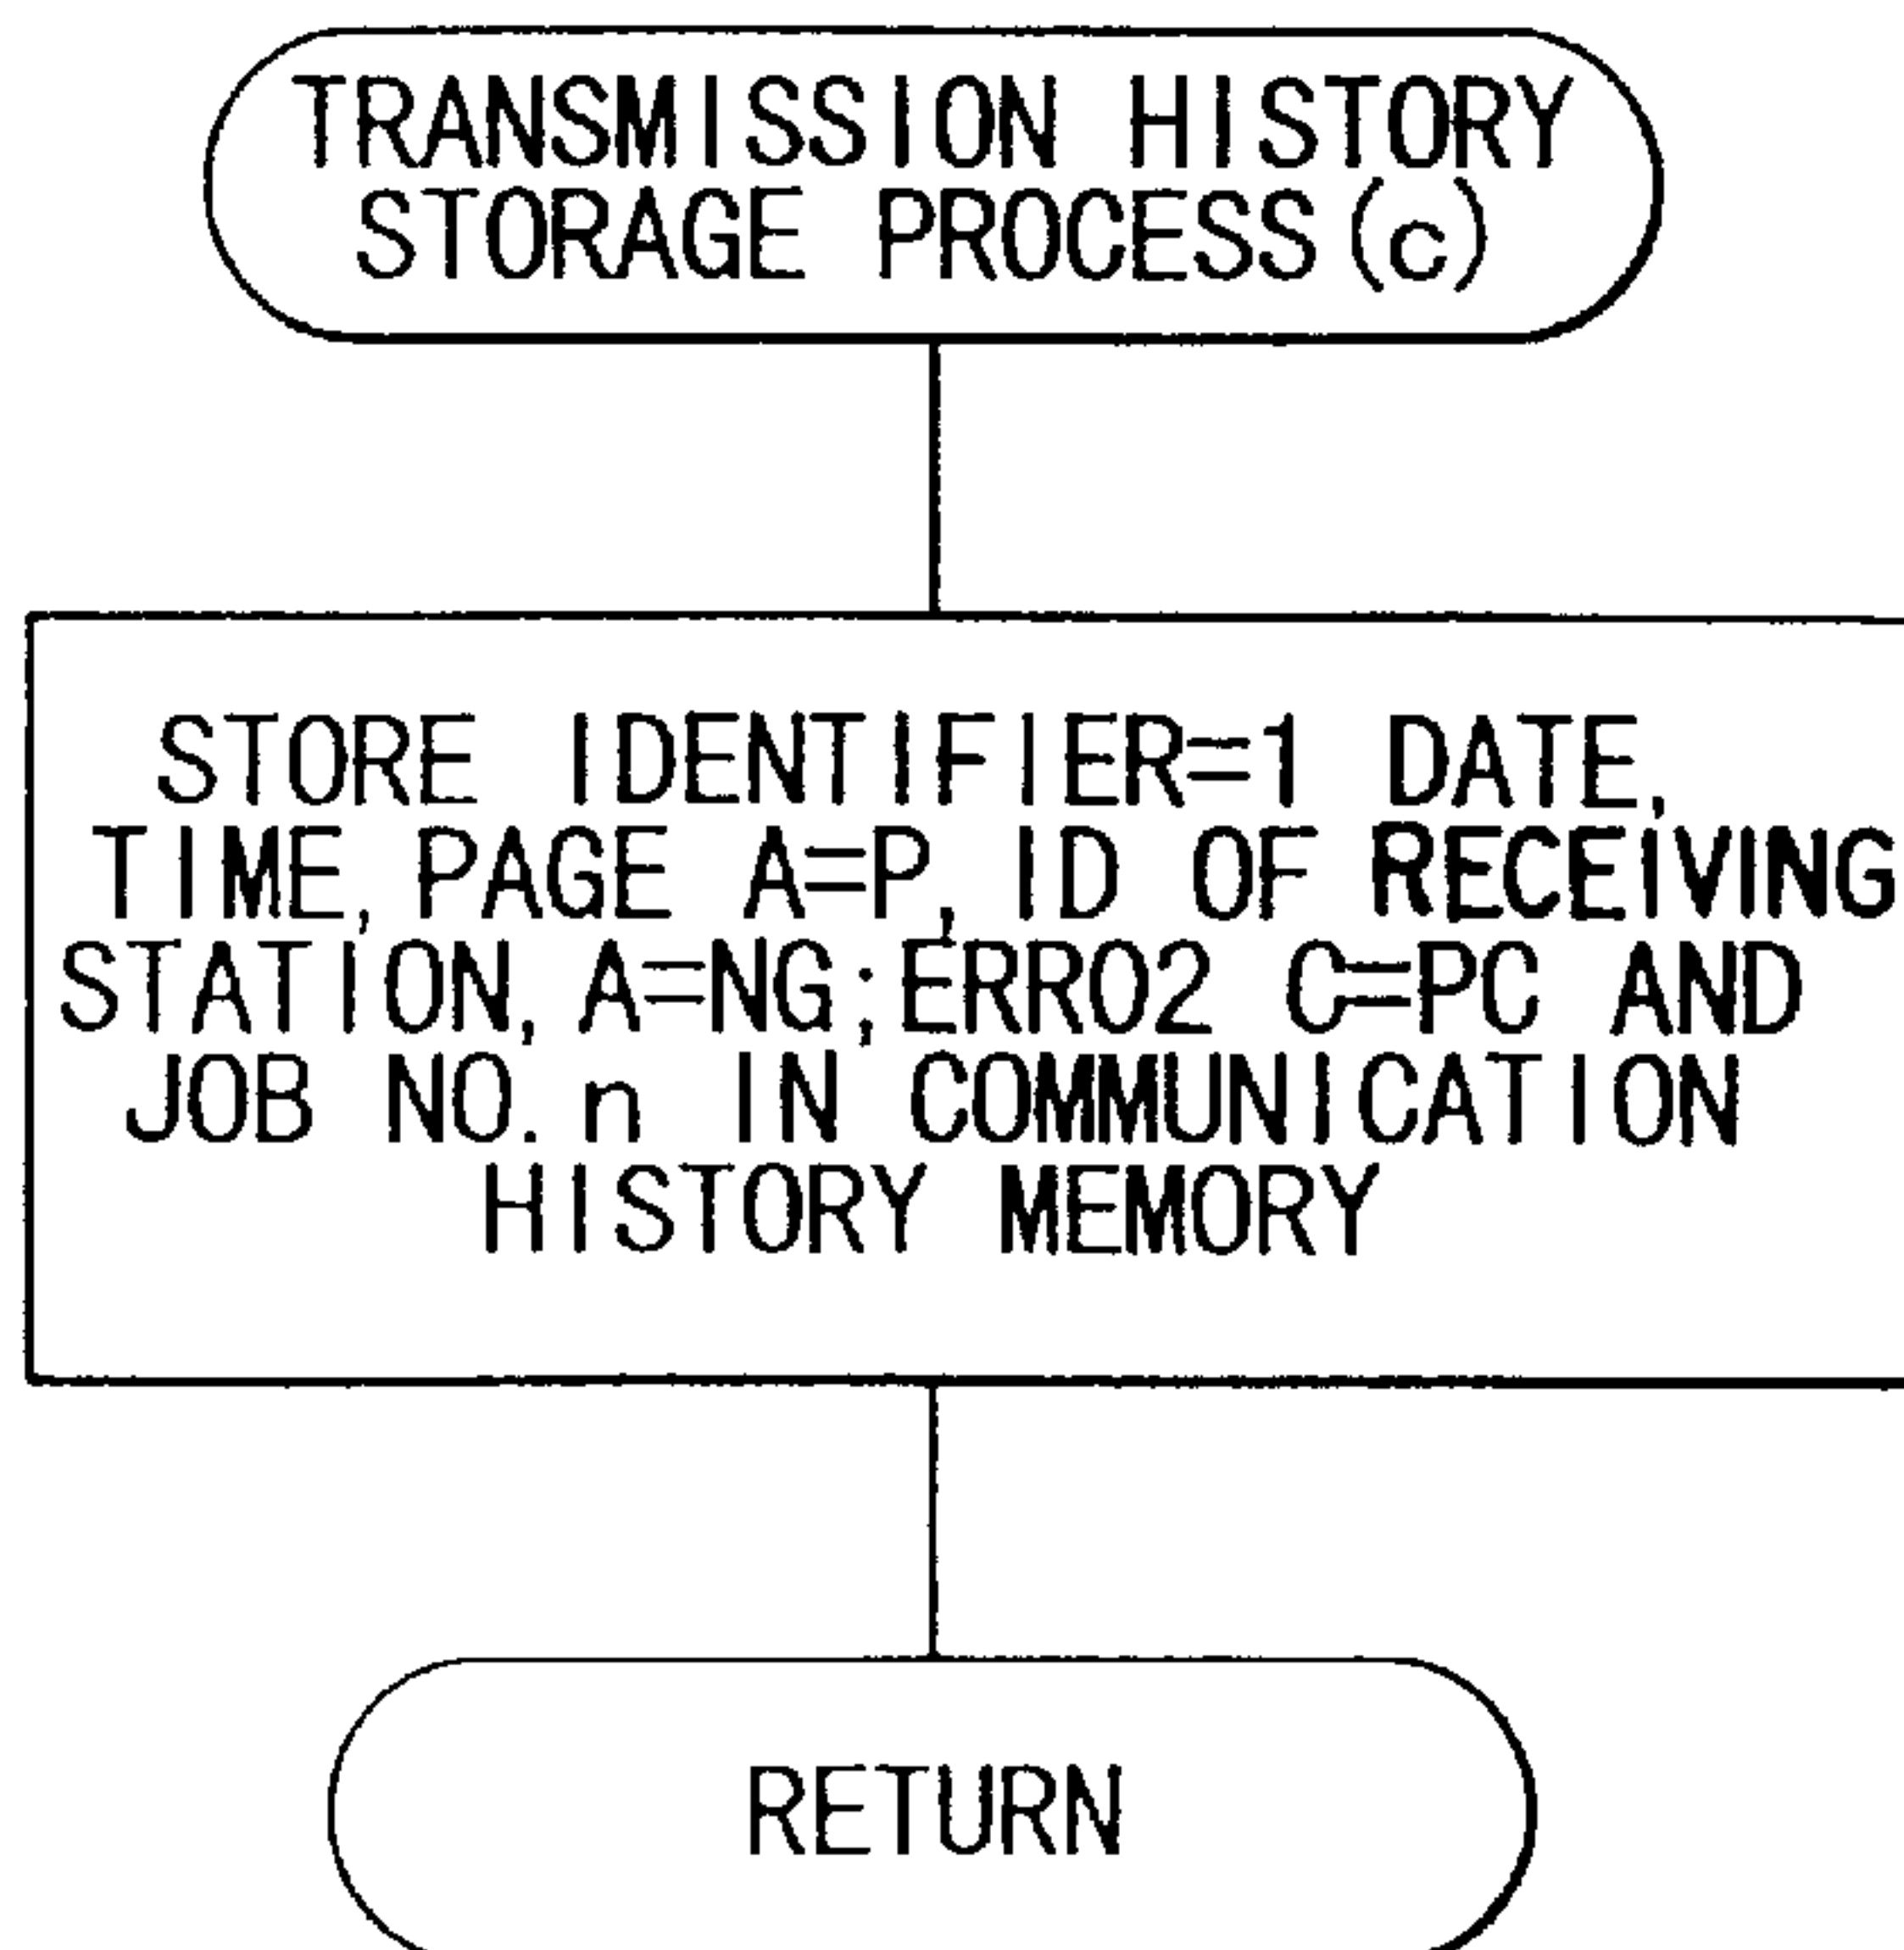 TRANSMISSION HISTORY
STORAGE PROCESS(c)
STORE IDENTIFIER=1 DATE,
TIME, PAGE A=P, ID OF RECEIVING
STATION, A=NG;ERRO2 C=PC AND
JOB NO. n IN COMMUNICATION
HISTORY MEMORY
RETURN